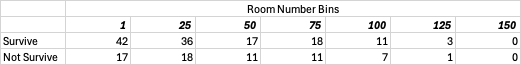 Room Number Bins
1 25 50 75 100 125 150
Survive 42 36 17 18 11 3 0
Not Survive 17 18 11 11 7 1 0